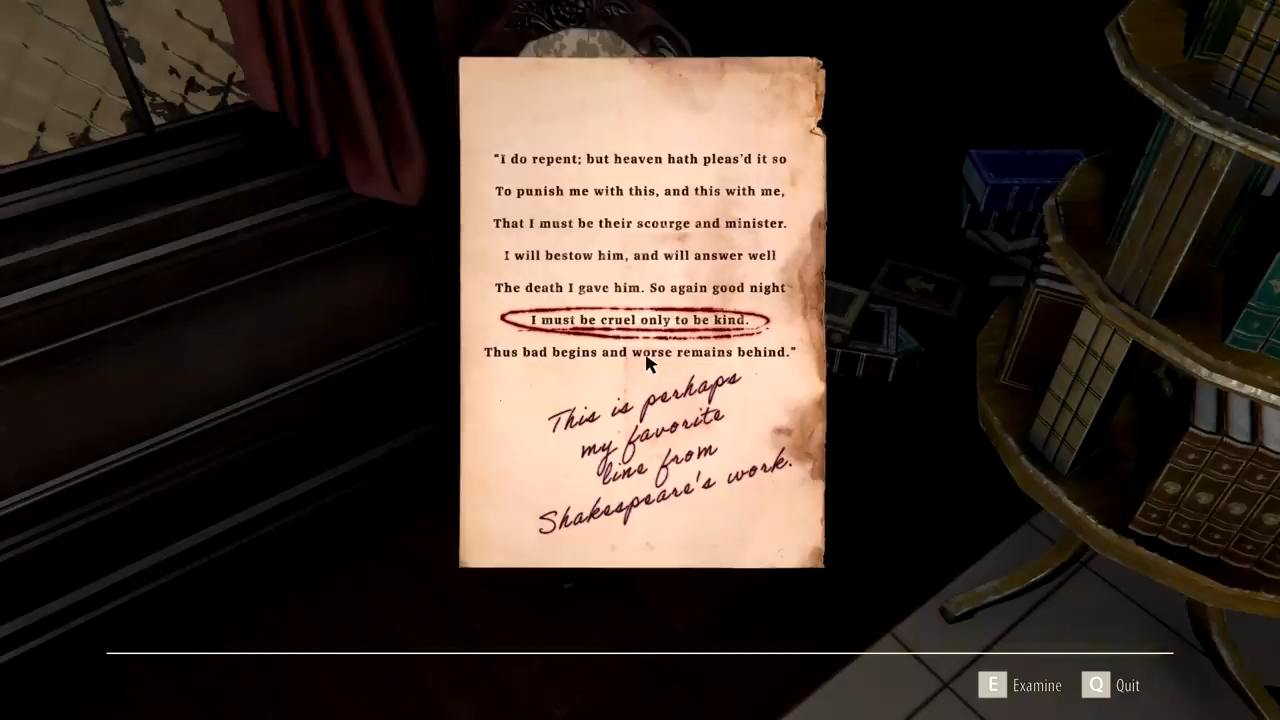 "I do repent; but heaven hath pleas'd it so
To punish me with this, and this with me,
That I must be their scourge and minister.
I will bestow him, and will answer well
The death I gave him. So again good night
I must be cruel only to be kind.
Thus bad begins and worse remains behind."
This is perhaps
my favorite
line from
Shakespeare's work.
E Examine Q Quit